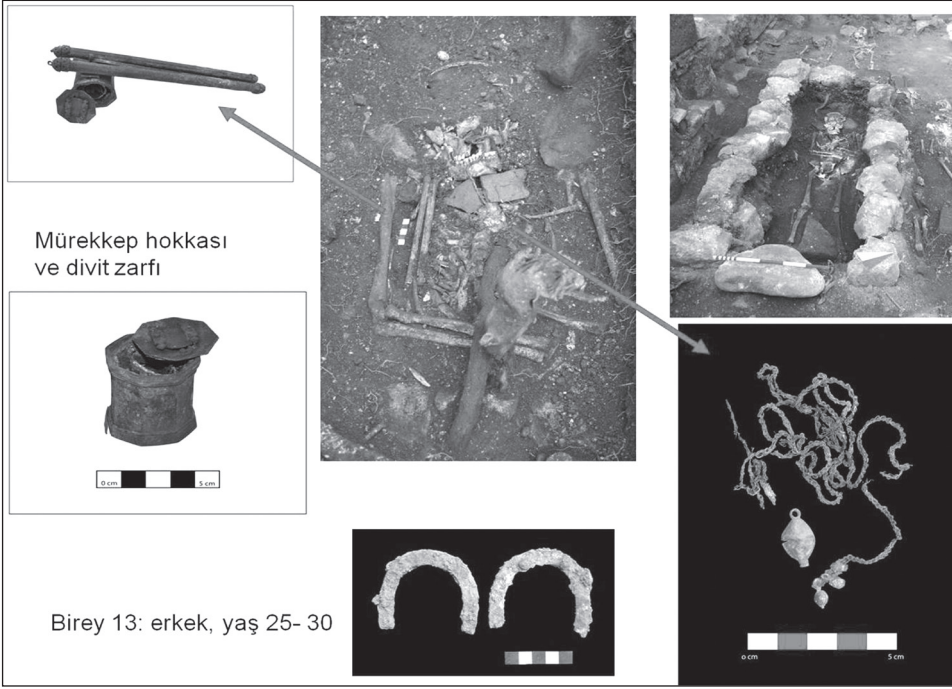 Mürekkep hokkası
ve divit zarfı
0 cm 5 cm
Birey 13: erkek, yaş 25- 30
0 cm 5 cm